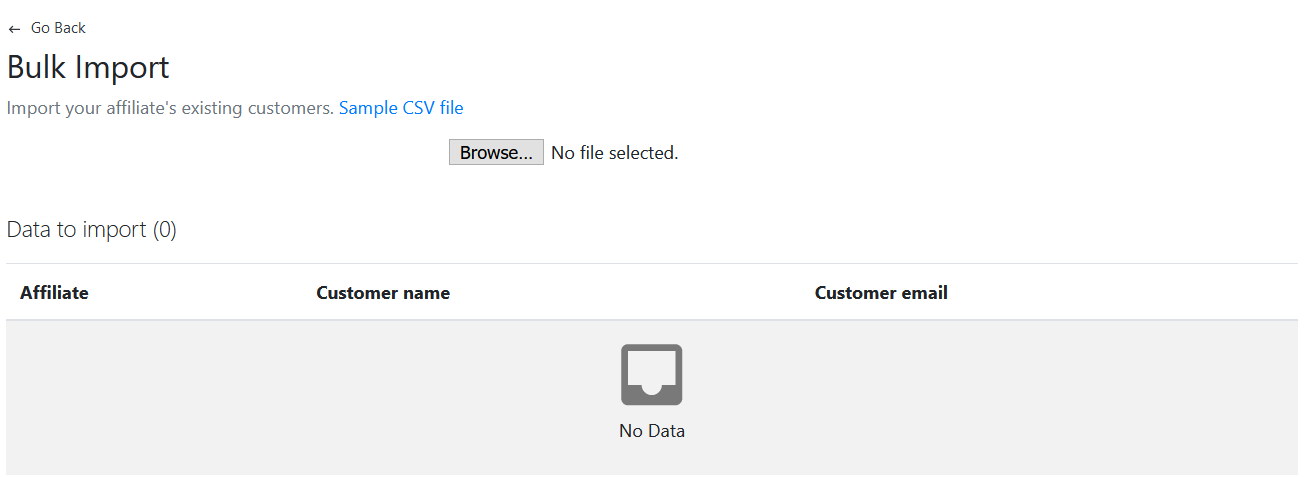 ← Go Back
Bulk Import
Import your affiliate's existing customers. Sample CSV file
Browse... No file selected.
Data to import (0)
Affiliate Customer name Customer email
No Data